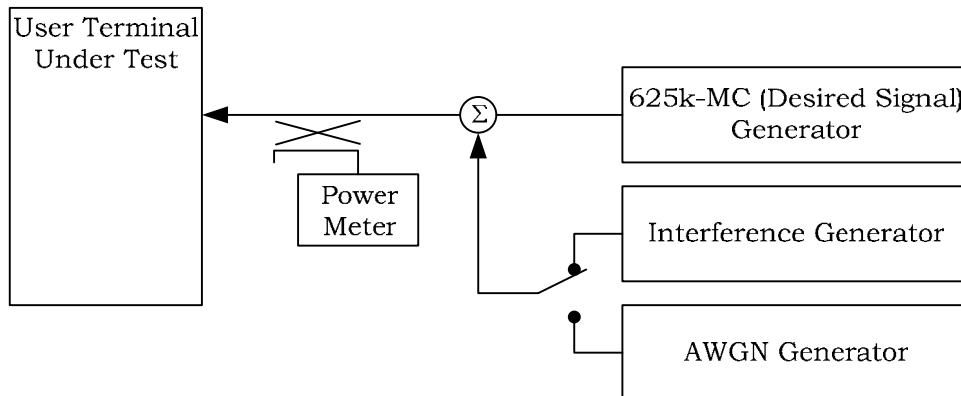 User Terminal
Under Test
Σ
625k-MC (Desired Signal)
Generator
Power
Meter
Interference Generator
AWGN Generator